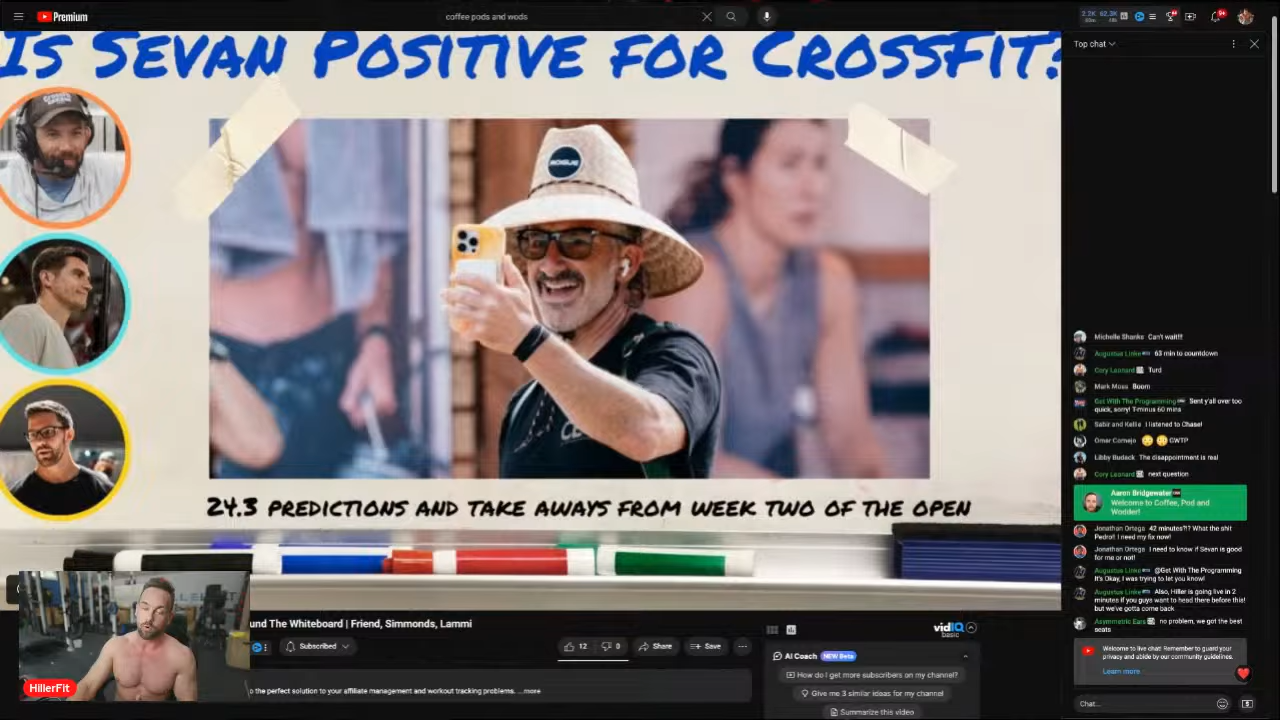 Premium
coffee pods and wods
2.2K 62.3K
9+
Top chat
IS SEVAN POSITIVE FOR CROSSFIT?
ROGUE
24.3 PREDICTIONS AND TAKE AWAYS FROM WEEK TWO OF THE OPEN
Michelle Shanks Can't wait!!!
Augustus Linke 63 min to countdown
Cory Leonard Turd
Mark Moss Boom
Get With The Programming Sent y'all over too
quick, sorry! T-minus 60 mins
Sabir and Kellie I listened to Chase!
Omar Cornejo GWTP
Libby Budack The disappointment is real
Cory Leonard next question
Aaron Bridgewater
Welcome to Coffee, Pod and
Wodder!
Jonathan Ortega 42 minutes?!? What the shit
Pedro!! I need my fix now!
Jonathan Ortega I need to know if Sevan is good
for me or not!
Augustus Linke @Get With The Programming
It's Okay, I was trying to let you know!
Augustus Linke Also, Hiller is going live in 2
minutes if you guys want to head there before this!
but we've gotta come back
Asymmetric Ears no problem, we got the best
seats
Welcome to live chat! Remember to guard your
privacy and abide by our community guidelines.
Learn more
Chat...
und The Whiteboard | Friend, Simmonds, Lammi
Subscribed
12
0
Share
Save
vidIQ
basic
AI Coach NEW Beta
How do I get more subscribers on my channel?
Give me 3 similar ideas for my channel
Summarize this video
o the perfect solution to your affiliate management and workout tracking problems. ...more
HillerFit